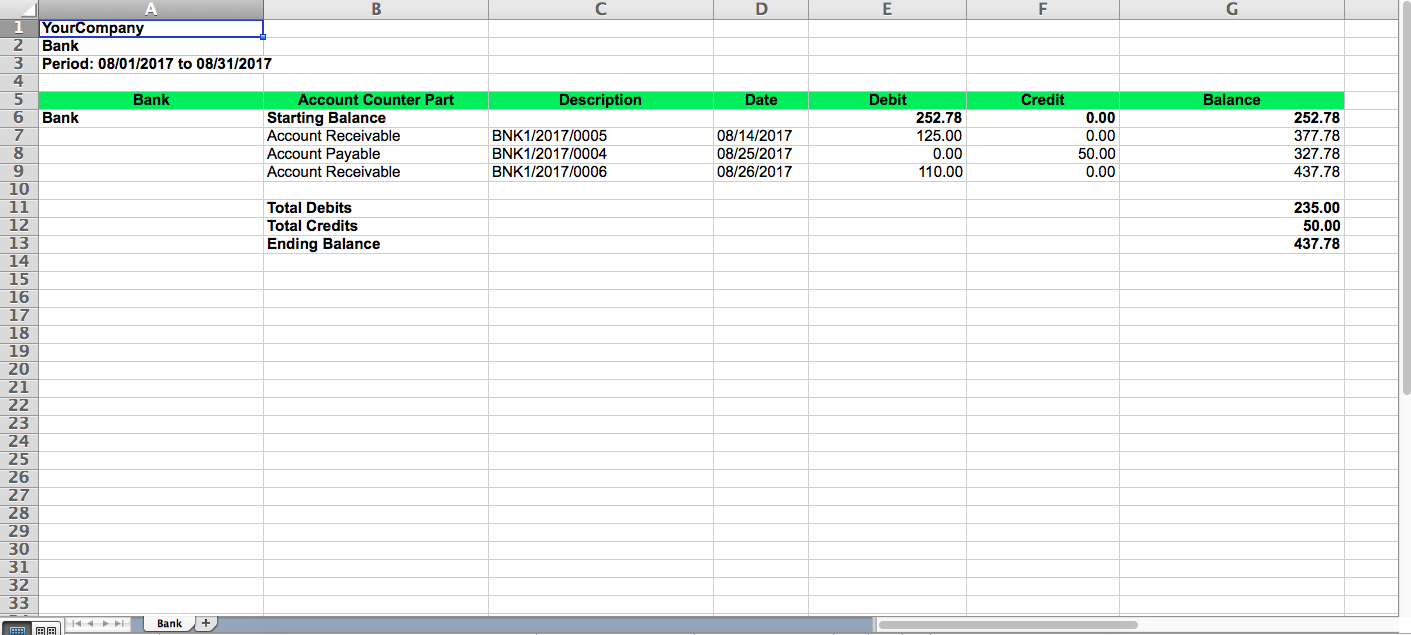 A B C D E F G
1 YourCompany
2 Bank
3 Period: 08/01/2017 to 08/31/2017
4
5 Bank Account Counter Part Description Date Debit Credit Balance
6 Bank Starting Balance 252.78 0.00 252.78
7 Account Receivable BNK1/2017/0005 08/14/2017 125.00 0.00 377.78
8 Account Payable BNK1/2017/0004 08/25/2017 0.00 50.00 327.78
9 Account Receivable BNK1/2017/0006 08/26/2017 110.00 0.00 437.78
10
11 Total Debits 235.00
12 Total Credits 50.00
13 Ending Balance 437.78
14
15
16
17
18
19
20
21
22
23
24
25
26
27
28
29
30
31
32
33
Bank +